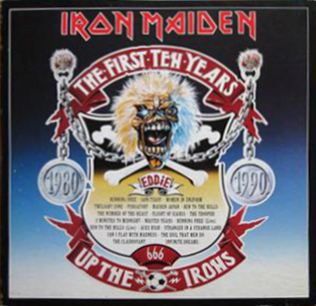 IRON MAIDEN
THE FIRST TEN YEARS
1980
1990
EDDIE
RUNNING FREE · SANCTUARY · WOMEN IN UNIFORM
TWILIGHT ZONE · PURGATORY · MAIDEN JAPAN · RUN TO THE HILLS
THE NUMBER OF THE BEAST · FLIGHT OF ICARUS · THE TROOPER
2 MINUTES TO MIDNIGHT · WASTED YEARS · RUNNING FREE (Live)
RUN TO THE HILLS (Live) · ACES HIGH · STRANGER IN A STRANGE LAND
CAN I PLAY WITH MADNESS · THE EVIL THAT MEN DO
THE CLAIRVOYANT · INFINITE DREAMS
666
UP THE IRONS